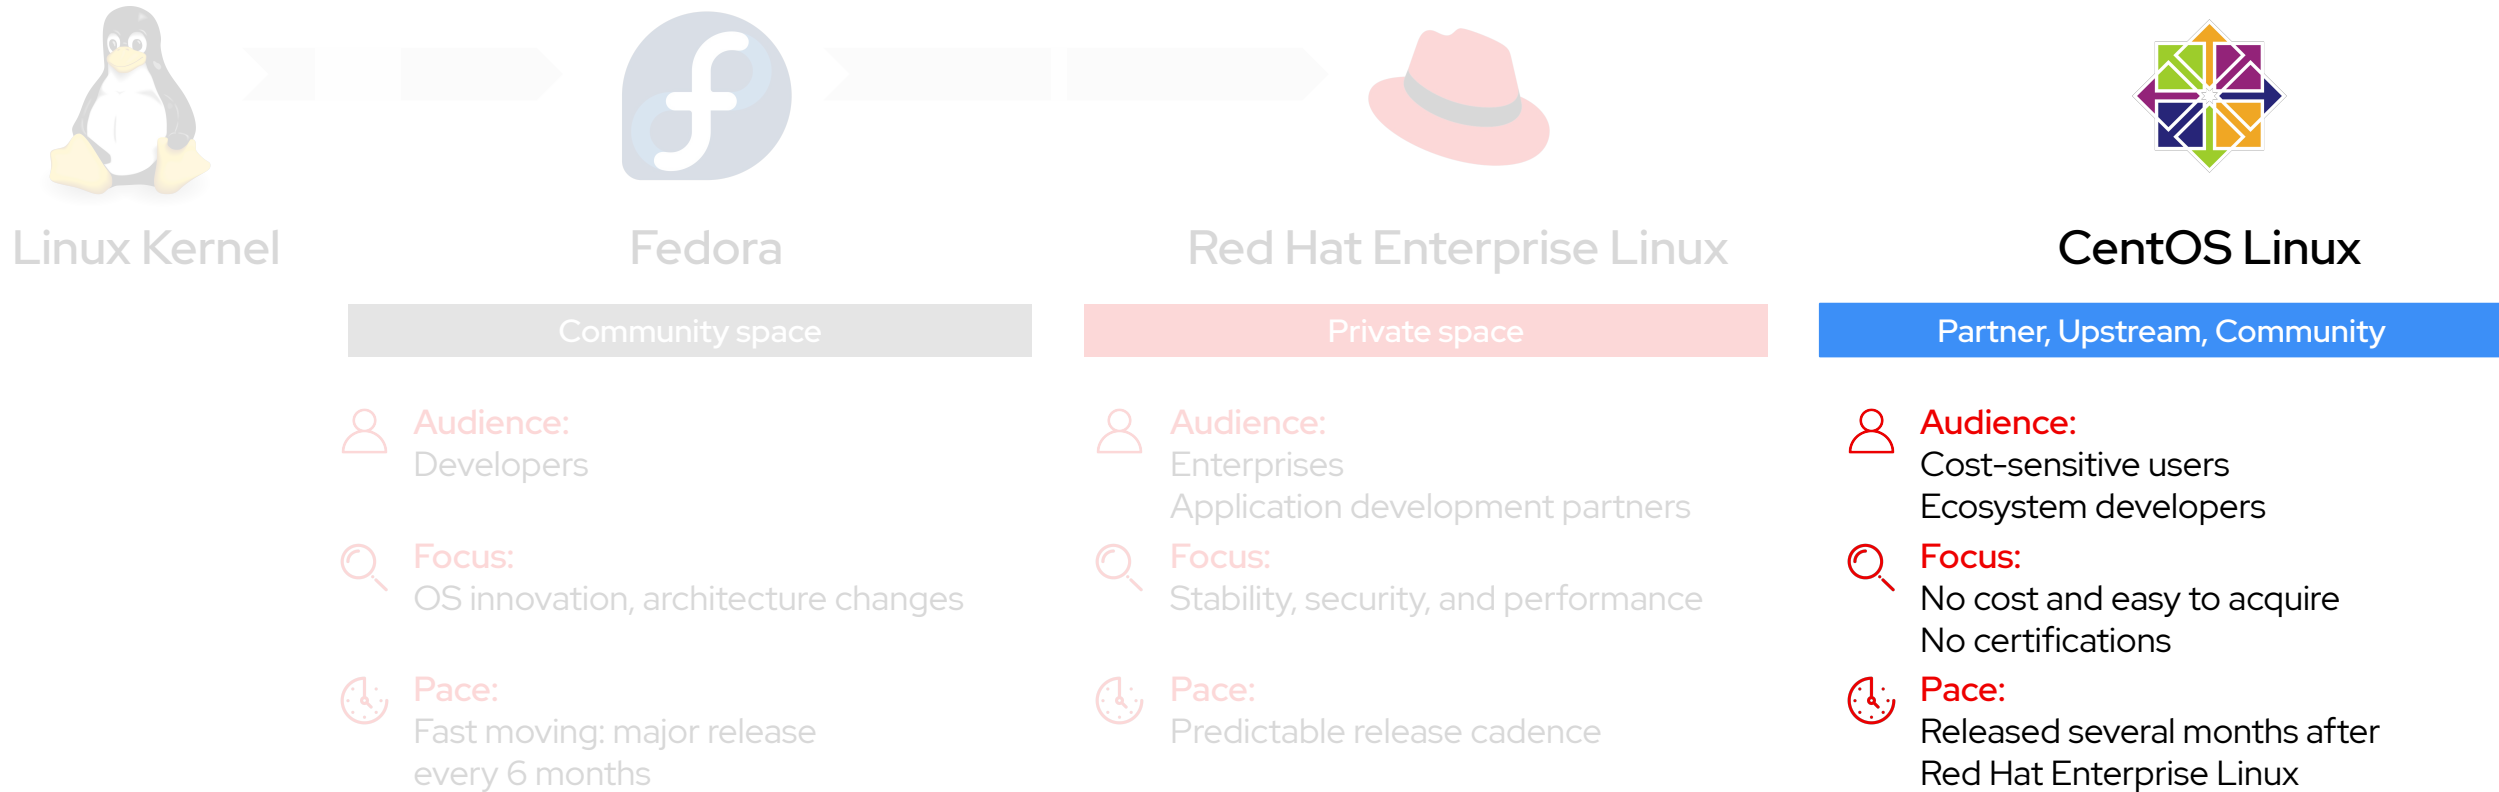 Linux Kernel
Fedora
Red Hat Enterprise Linux
CentOS Linux
Community space
Private space
Partner, Upstream, Community
Audience:
Developers
Focus:
OS innovation, architecture changes
Pace:
Fast moving: major release
every 6 months
Audience:
Enterprises
Application development partners
Focus:
Stability, security, and performance
Pace:
Predictable release cadence
Audience:
Cost-sensitive users
Ecosystem developers
Focus:
No cost and easy to acquire
No certifications
Pace:
Released several months after
Red Hat Enterprise Linux